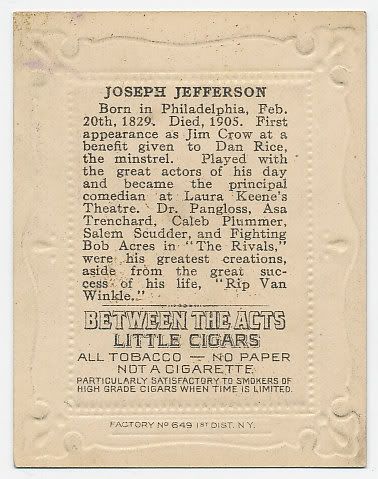 JOSEPH JEFFERSON
Born in Philadelphia, Feb.
20th, 1829. Died, 1905. First
appearance as Jim Crow at a
benefit given to Dan Rice,
the minstrel. Played with
the great actors of his day
and became the principal
comedian at Laura Keene's
Theatre. Dr. Pangloss, Asa
Trenchard, Caleb Plummer,
Salem Scudder, and Fighting
Bob Acres in "The Rivals,"
were his greatest creations,
aside from the great suc-
cess of his life, "Rip Van
Winkle."
BETWEEN THE ACTS
LITTLE CIGARS
ALL TOBACCO — NO PAPER
NOT A CIGARETTE
PARTICULARLY SATISFACTORY TO SMOKERS OF
HIGH GRADE CIGARS WHEN TIME IS LIMITED.
FACTORY No 649 1st DIST. N.Y.